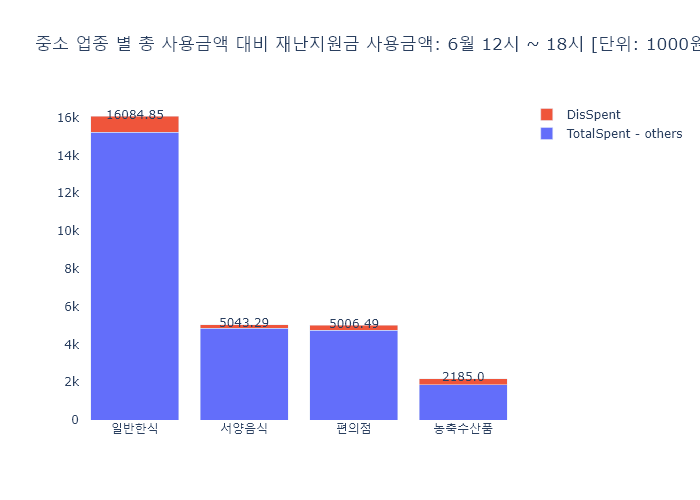 중소 업종 별 총 사용금액 대비 재난지원금 사용금액: 6월 12시 ~ 18시 [단위: 1000원
DisSpent
TotalSpent - others
16k
14k
12k
10k
8k
6k
4k
2k
0
16084.85
5043.29
5006.49
2185.0
일반한식
서양음식
편의점
농축수산품